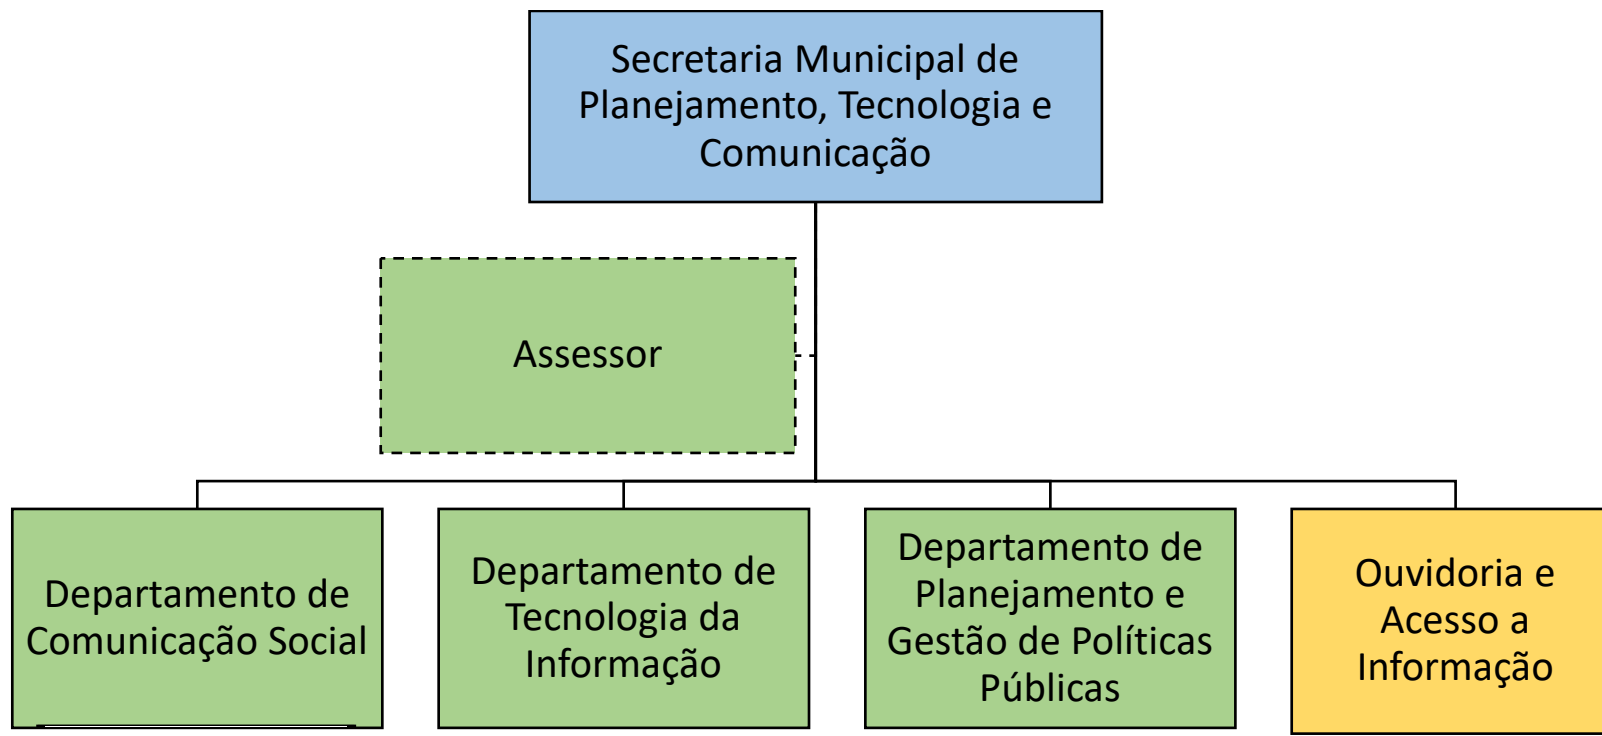 Secretaria Municipal de
Planejamento, Tecnologia e
Comunicação
Assessor
Departamento de
Comunicação Social
Departamento de
Tecnologia da
Informação
Departamento de
Planejamento e
Gestão de Políticas
Públicas
Ouvidoria e
Acesso a
Informação